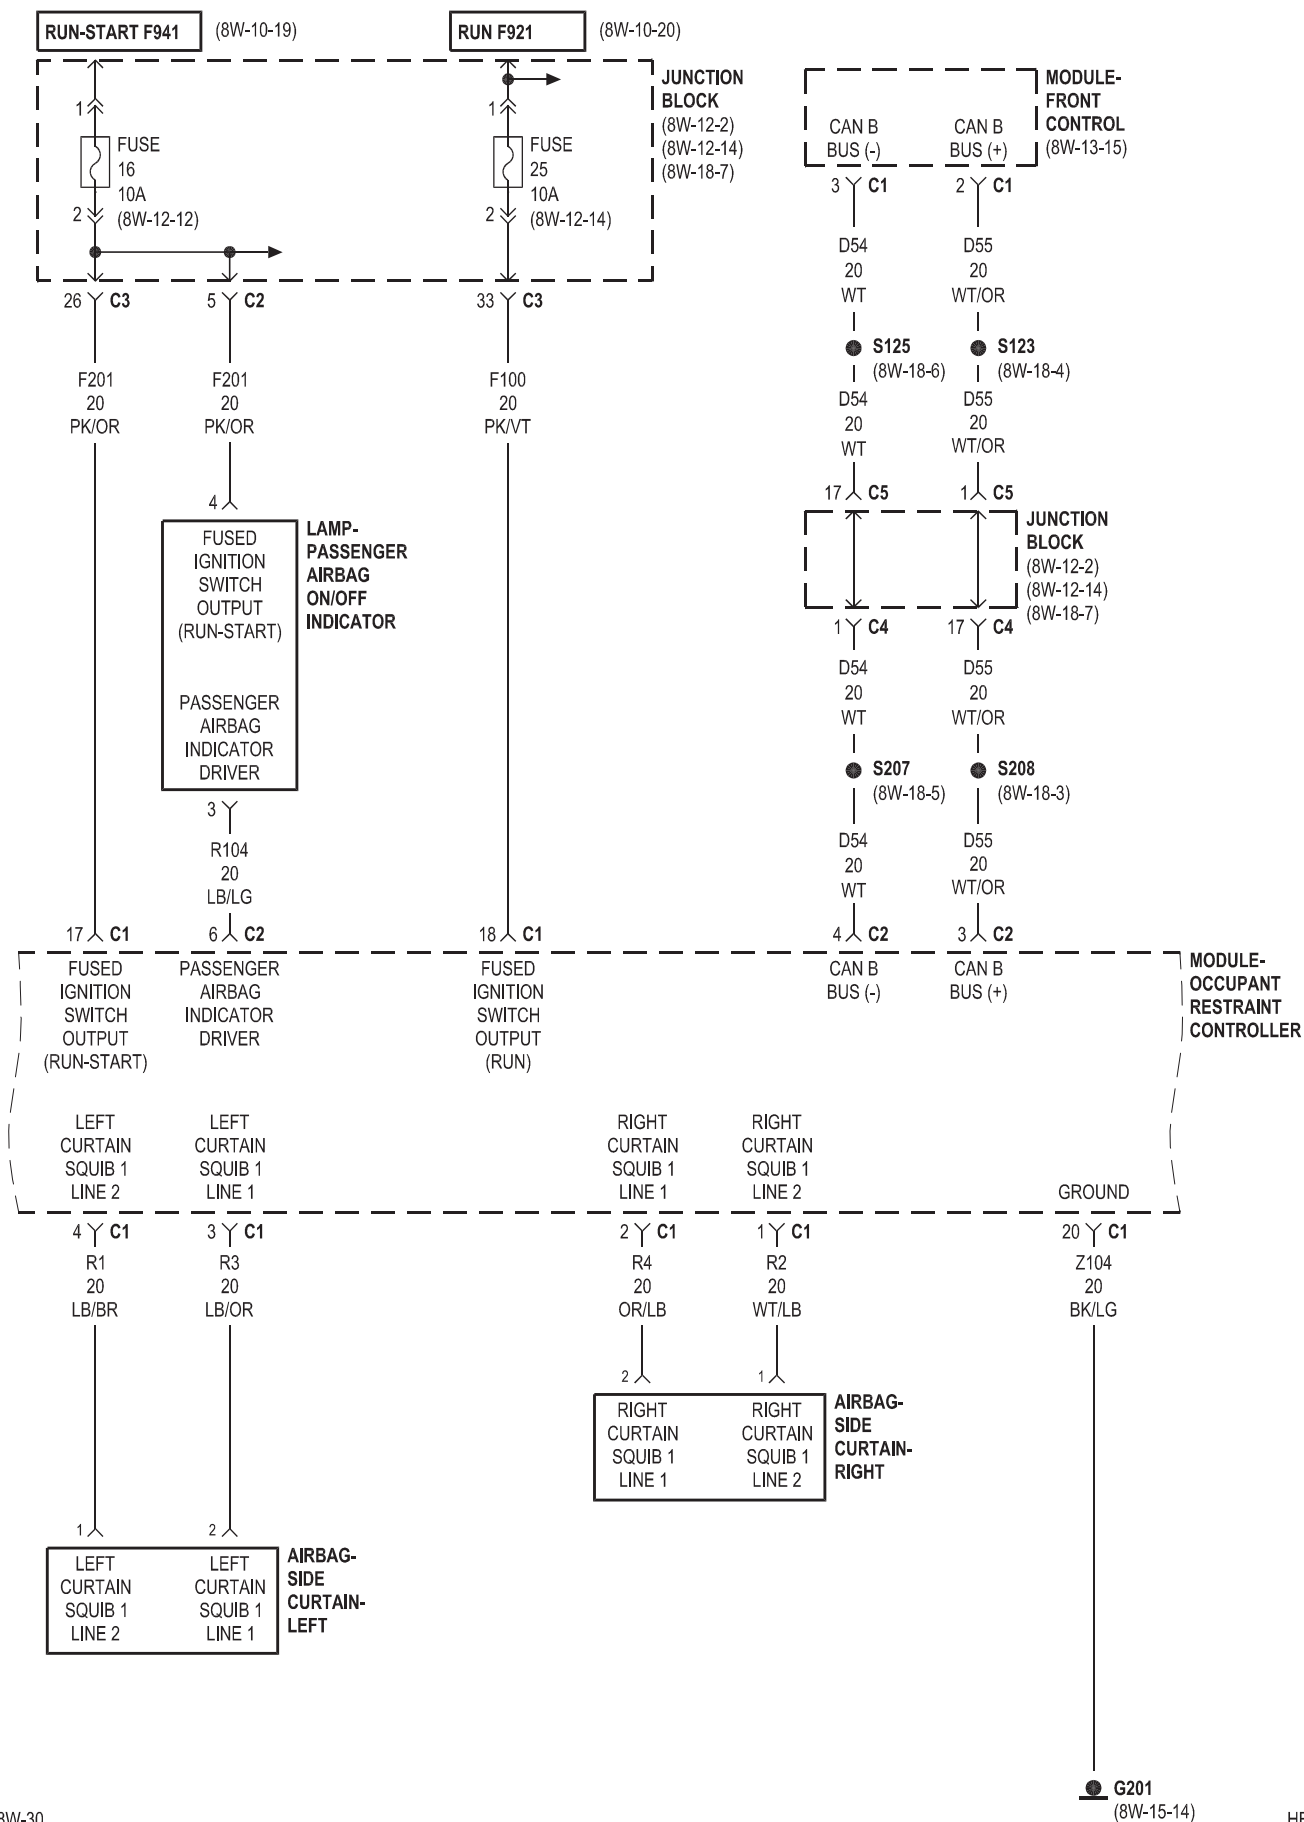 RUN-START F941 (8W-10-19)
RUN F921 (8W-10-20)
JUNCTION
BLOCK
(8W-12-2)
(8W-12-14)
(8W-18-7)
MODULE-
FRONT
CONTROL
(8W-13-15)
1
FUSE
16
10A
(8W-12-12)
2
1
FUSE
25
10A
(8W-12-14)
2
CAN B
BUS (-)
CAN B
BUS (+)
3 C1
2 C1
26 C3
5 C2
33 C3
D54
20
WT
D55
20
WT/OR
S125
(8W-18-6)
S123
(8W-18-4)
F201
20
PK/OR
F201
20
PK/OR
F100
20
PK/VT
D54
20
WT
D55
20
WT/OR
17 C5
1 C5
4
FUSED
IGNITION
SWITCH
OUTPUT
(RUN-START)
PASSENGER
AIRBAG
INDICATOR
DRIVER
LAMP-
PASSENGER
AIRBAG
ON/OFF
INDICATOR
JUNCTION
BLOCK
(8W-12-2)
(8W-12-14)
(8W-18-7)
1 C4
17 C4
D54
20
WT
D55
20
WT/OR
S207
(8W-18-5)
S208
(8W-18-3)
3
R104
20
LB/LG
D54
20
WT
D55
20
WT/OR
17 C1
6 C2
18 C1
4 C2
3 C2
FUSED
IGNITION
SWITCH
OUTPUT
(RUN-START)
PASSENGER
AIRBAG
INDICATOR
DRIVER
FUSED
IGNITION
SWITCH
OUTPUT
(RUN)
CAN B
BUS (-)
CAN B
BUS (+)
MODULE-
OCCUPANT
RESTRAINT
CONTROLLER
LEFT
CURTAIN
SQUIB 1
LINE 2
LEFT
CURTAIN
SQUIB 1
LINE 1
RIGHT
CURTAIN
SQUIB 1
LINE 1
RIGHT
CURTAIN
SQUIB 1
LINE 2
GROUND
4 C1
3 C1
2 C1
1 C1
20 C1
R1
20
LB/BR
R3
20
LB/OR
R4
20
OR/LB
R2
20
WT/LB
Z104
20
BK/LG
2
1
RIGHT
CURTAIN
SQUIB 1
LINE 1
RIGHT
CURTAIN
SQUIB 1
LINE 2
AIRBAG-
SIDE
CURTAIN-
RIGHT
1
2
LEFT
CURTAIN
SQUIB 1
LINE 2
LEFT
CURTAIN
SQUIB 1
LINE 1
AIRBAG-
SIDE
CURTAIN-
LEFT
G201
(8W-15-14)
8W-30